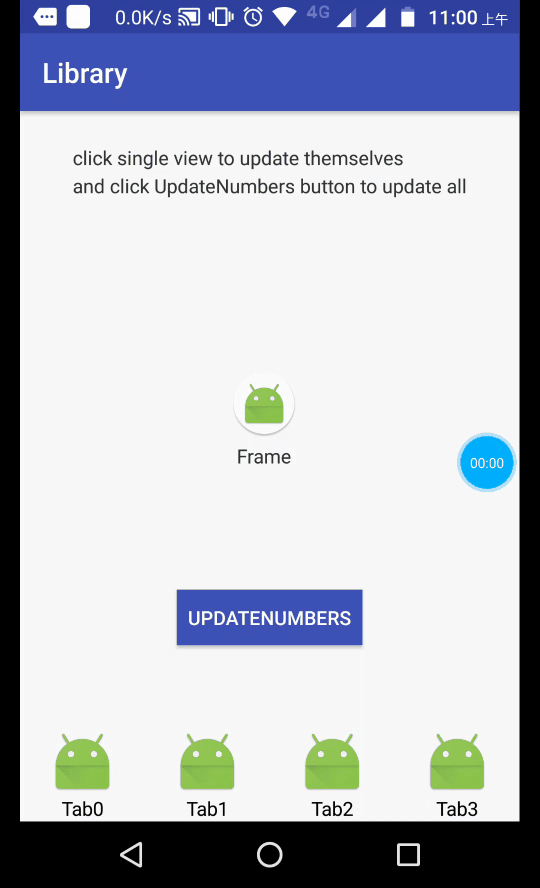 0.0K/s 4G 11:00 上午
Library
click single view to update themselves
and click UpdateNumbers button to update all
Frame
00:00
UPDATENUMBERS
Tab0 Tab1 Tab2 Tab3